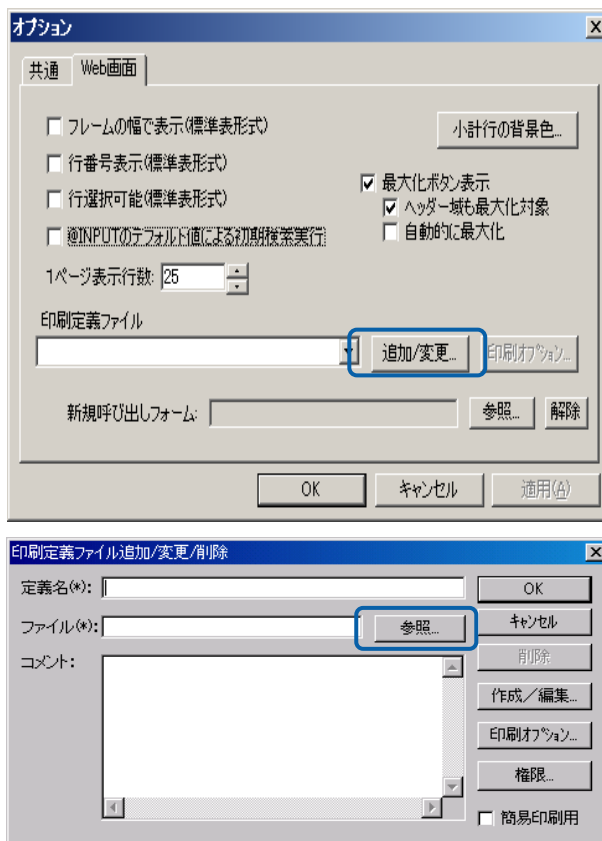 オプション
共通 Web画面
フレームの幅で表示(標準表形式)
小計行の背景色...
行番号表示(標準表形式)
最大化ボタン表示
行選択可能(標準表形式)
ヘッダー域も最大化対象
@INPUTのデフォルト値による初期検索実行
自動的に最大化
1ページ表示行数: 25
印刷定義ファイル
追加/変更... 印刷オプション...
新規呼び出しフォーム: 参照... 解除
OK キャンセル 適用(A)
印刷定義ファイル追加/変更/削除
定義名(*): OK
ファイル(*): 参照... キャンセル
コメント: 削除
作成/編集...
印刷オプション...
権限...
簡易印刷用